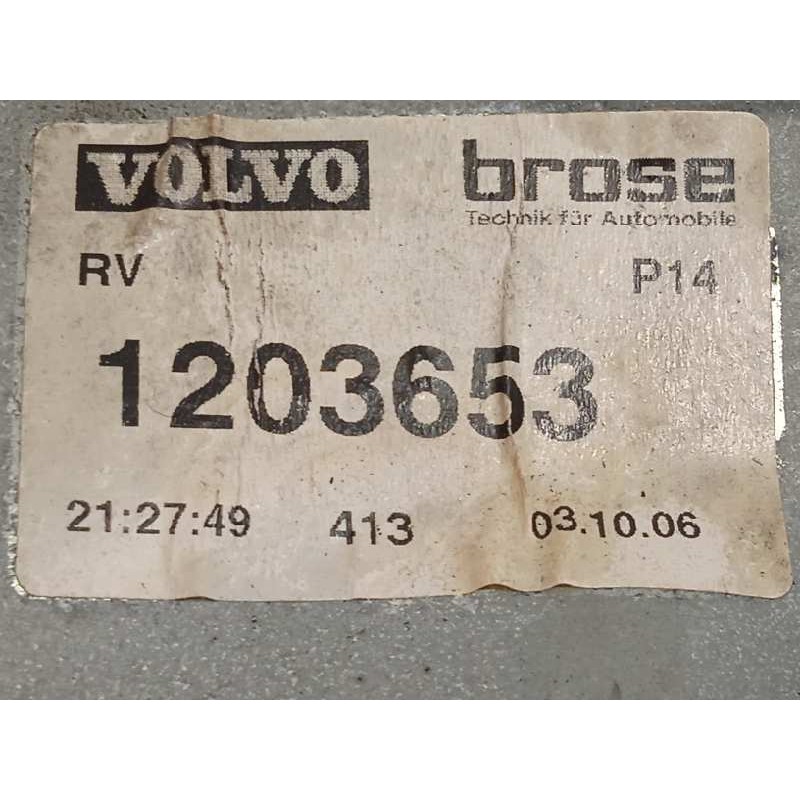 VOLVO brose
Technik für Automobile
RV P14
1203653
21:27:49 413 03.10.06